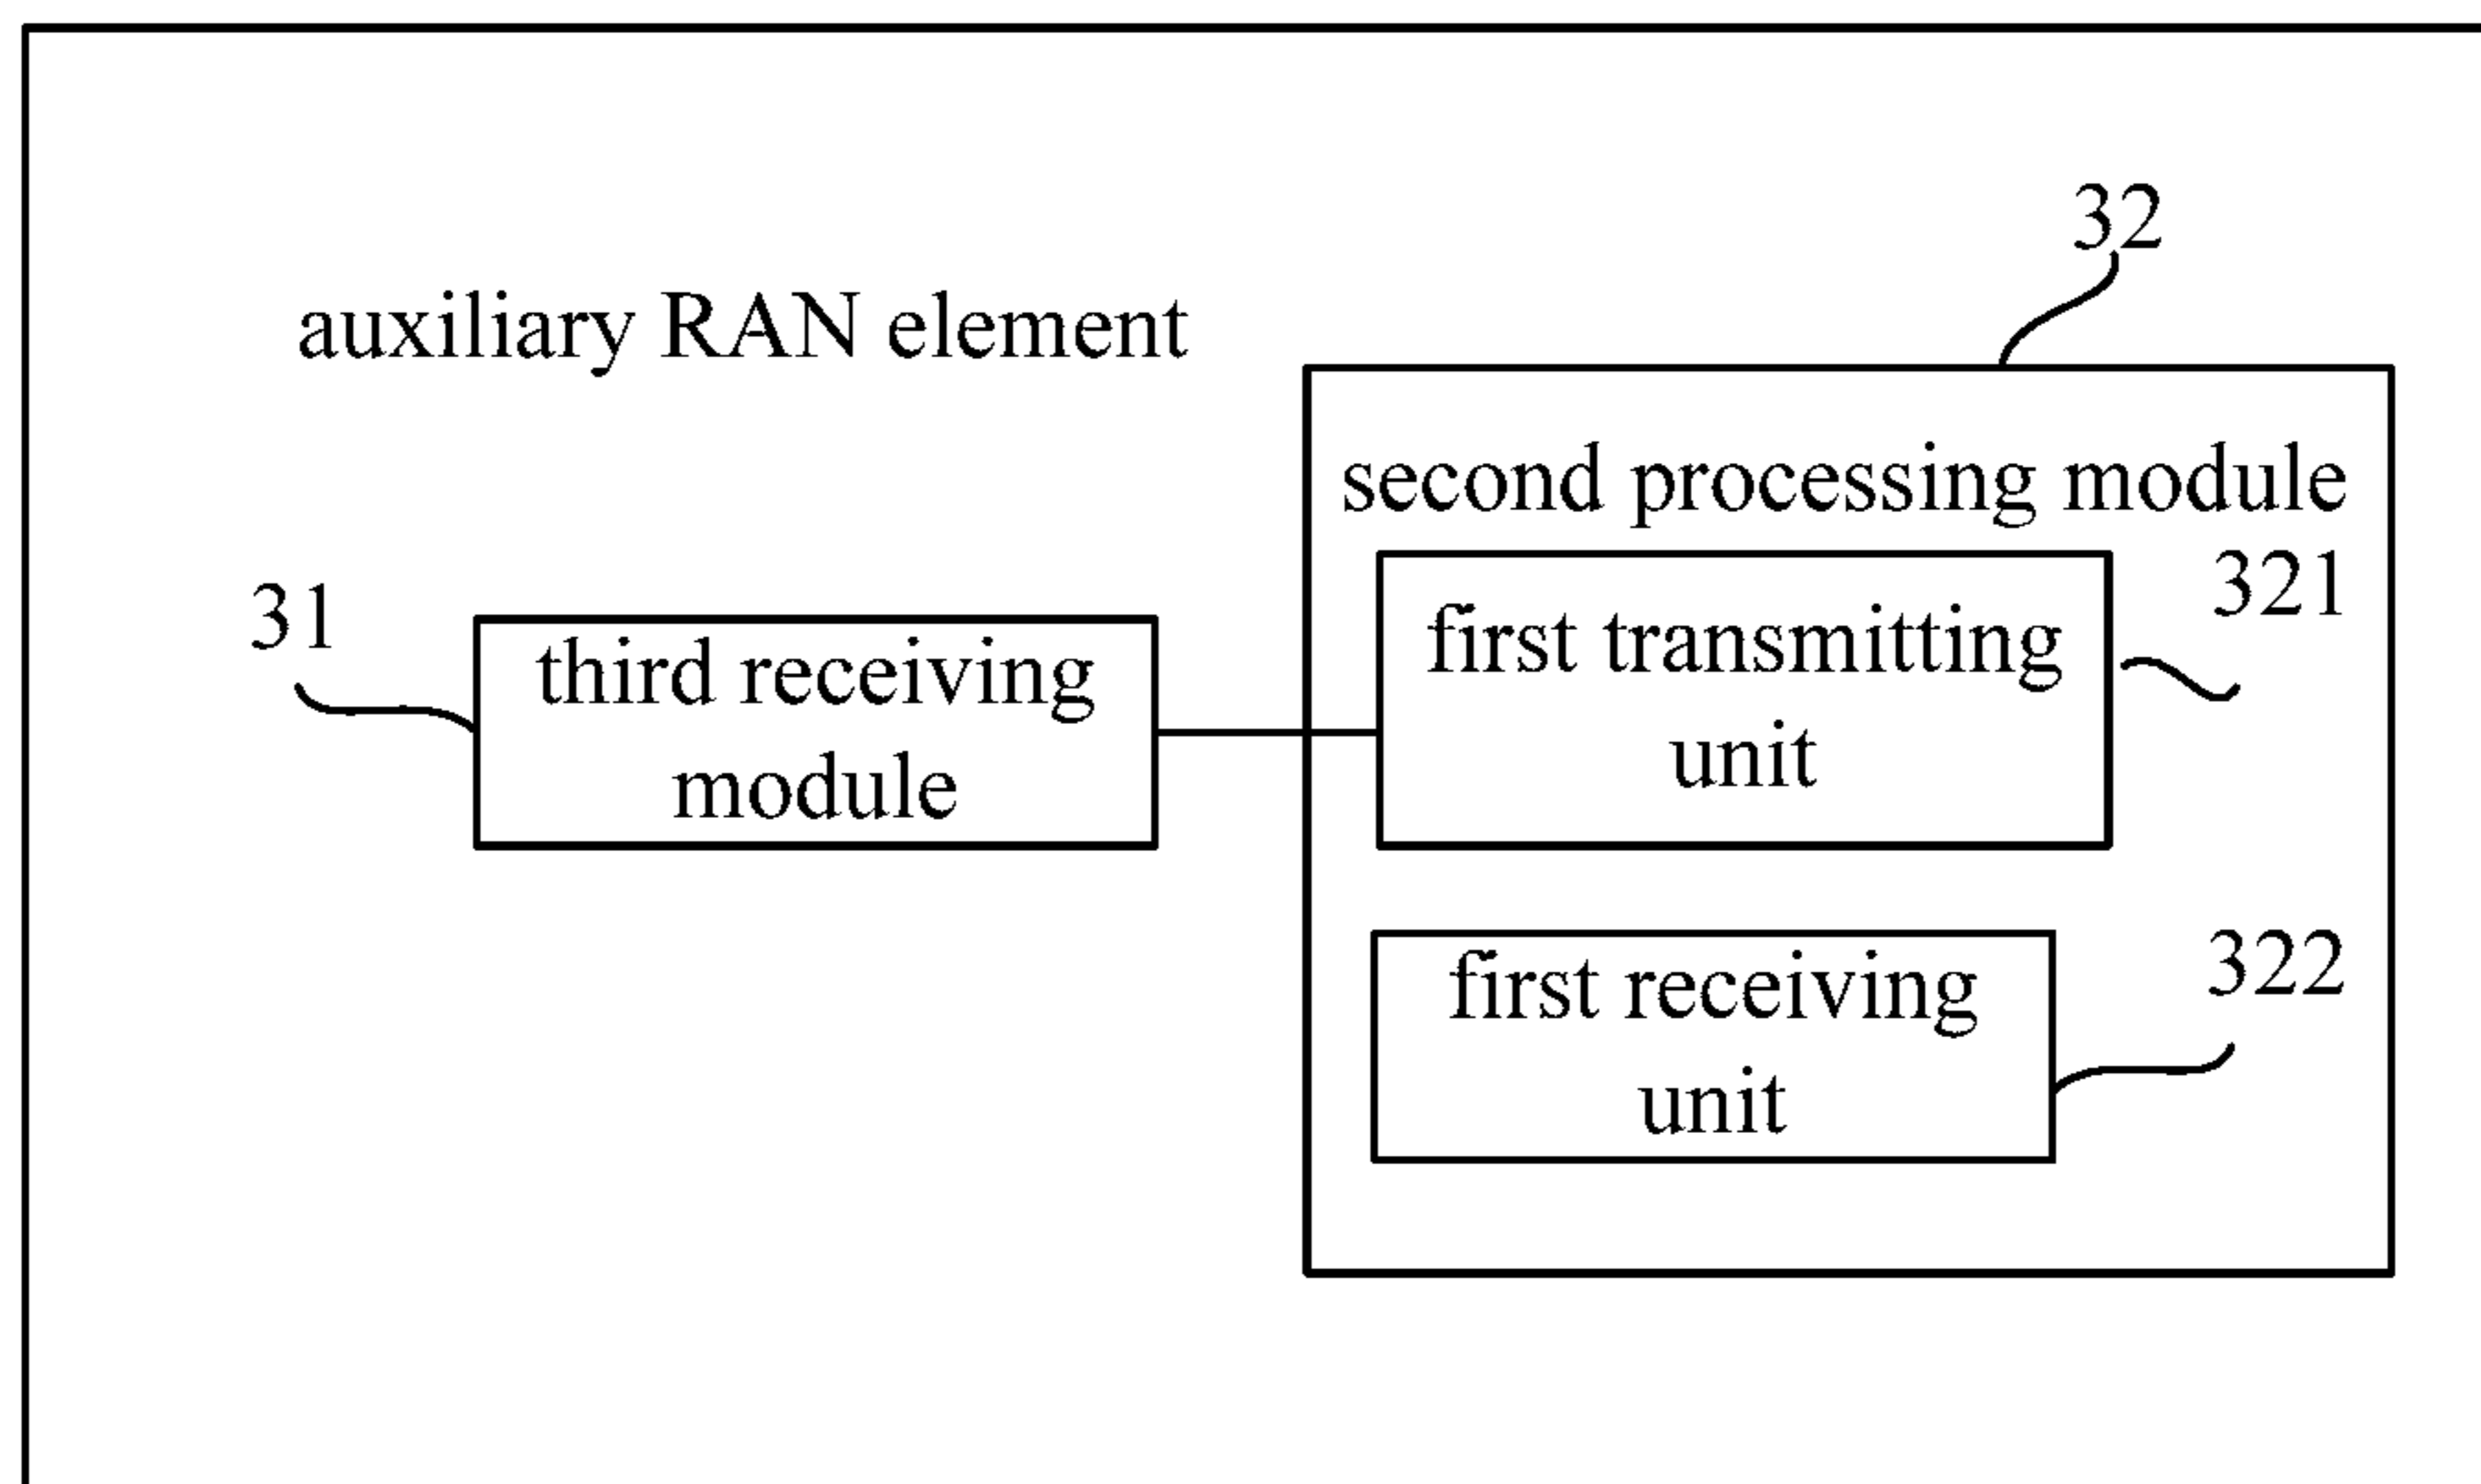 32
auxiliary RAN element
second processing module
321
31
third receiving
module
first transmitting
unit
322
first receiving
unit